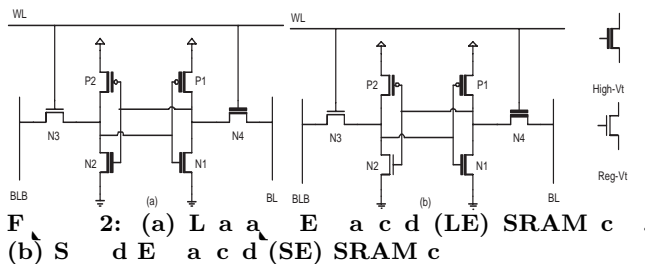 WL
WL
P2
P1
P2
P1
High-Vt
N3
N4
N3
N4
N2
N1
N2
N1
Reg-Vt
BLB
(a)
BL
BLB
(b)
BL
F 2: (a) L a a E a c d (LE) SRAM c .
(b) S d E a c d (SE) SRAM c